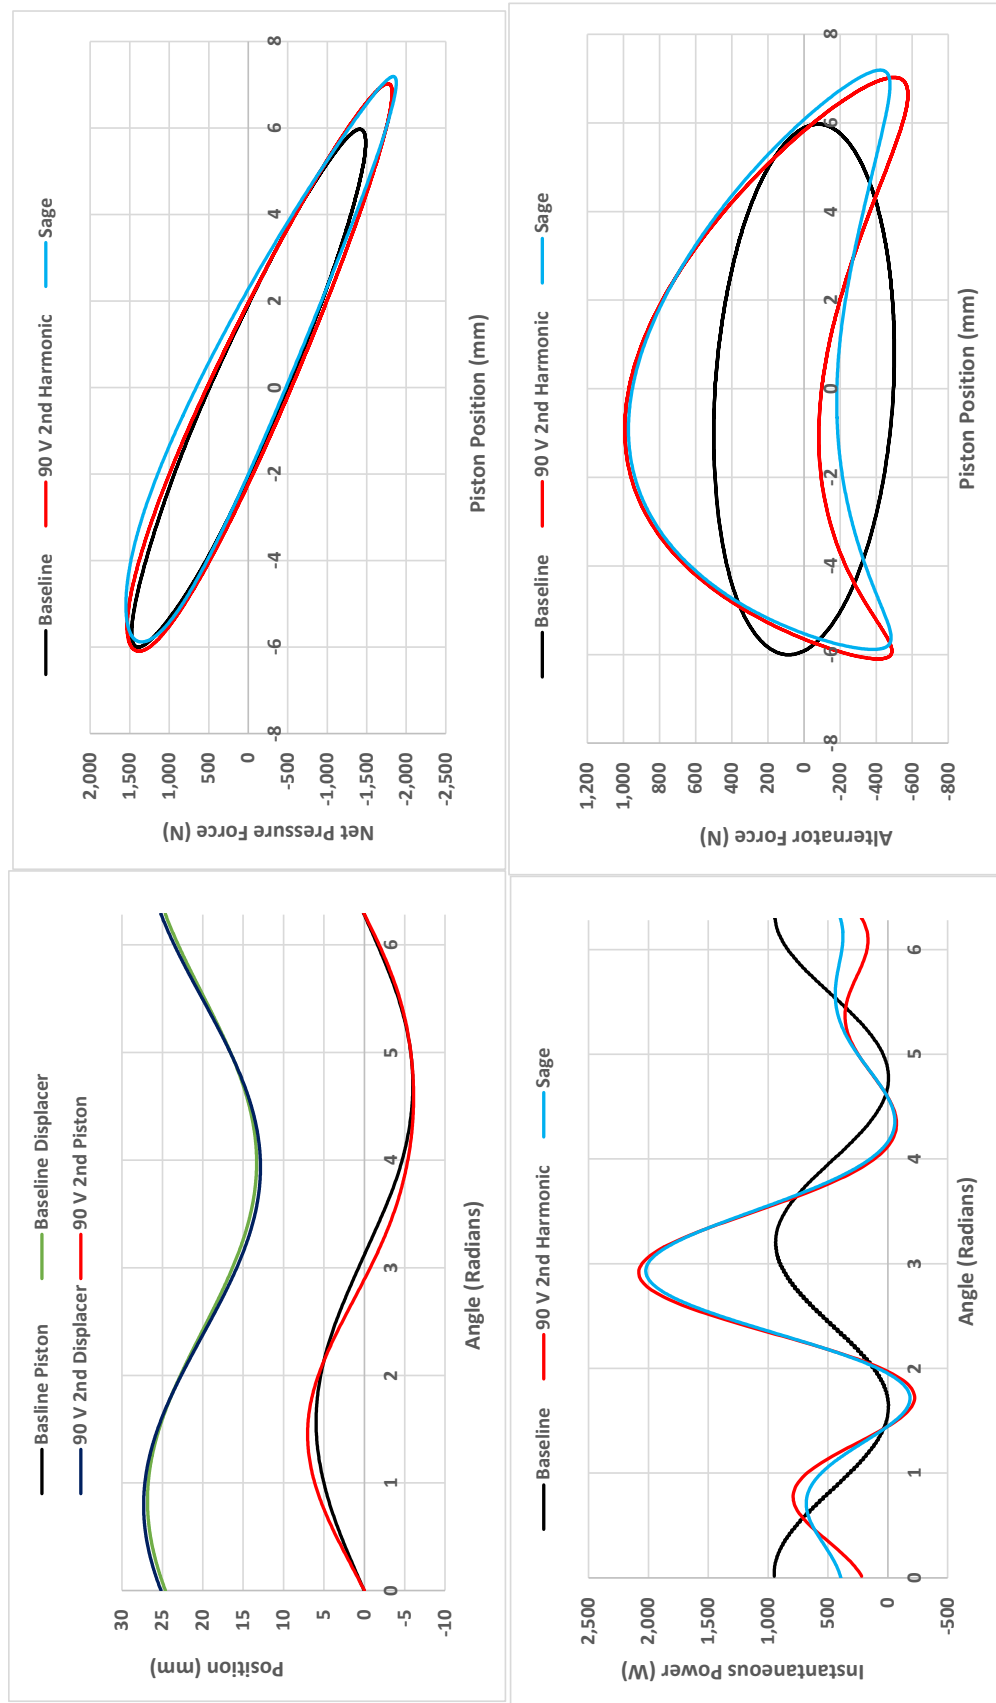 Basline Piston
Baseline Displacer
90 V 2nd Displacer
90 V 2nd Piston
Position (mm)
30
25
20
15
10
5
0
-5
-10
0 1 2 3 4 5 6
Angle (Radians)
Baseline
90 V 2nd Harmonic
Sage
Net Pressure Force (N)
2,000
1,500
1,000
500
0
-500
-1,000
-1,500
-2,000
-2,500
-8 -6 -4 -2 0 2 4 6 8
Piston Position (mm)
Baseline
90 V 2nd Harmonic
Sage
Instantaneous Power (W)
2,500
2,000
1,500
1,000
500
0
-500
0 1 2 3 4 5 6
Angle (Radians)
Baseline
90 V 2nd Harmonic
Sage
Alternator Force (N)
1,200
1,000
800
600
400
200
0
-200
-400
-600
-800
-8 -6 -4 -2 0 2 4 6 8
Piston Position (mm)